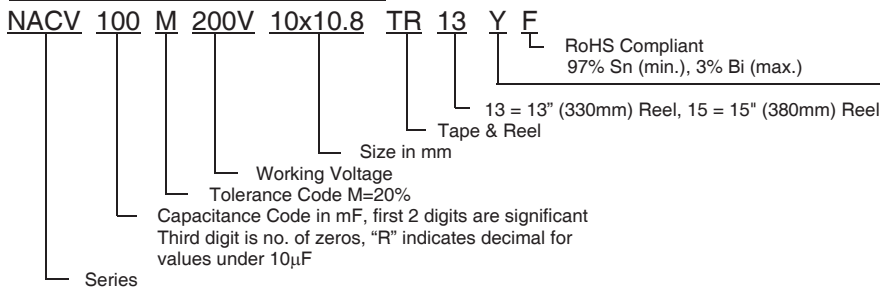 NACV 100 M 200V 10x10.8 TR 13 Y F
RoHS Compliant
97% Sn (min.), 3% Bi (max.)
13 = 13” (330mm) Reel, 15 = 15" (380mm) Reel
Tape & Reel
Size in mm
Working Voltage
Tolerance Code M=20%
Capacitance Code in mF, first 2 digits are significant
Third digit is no. of zeros, “R” indicates decimal for
values under 10µF
Series